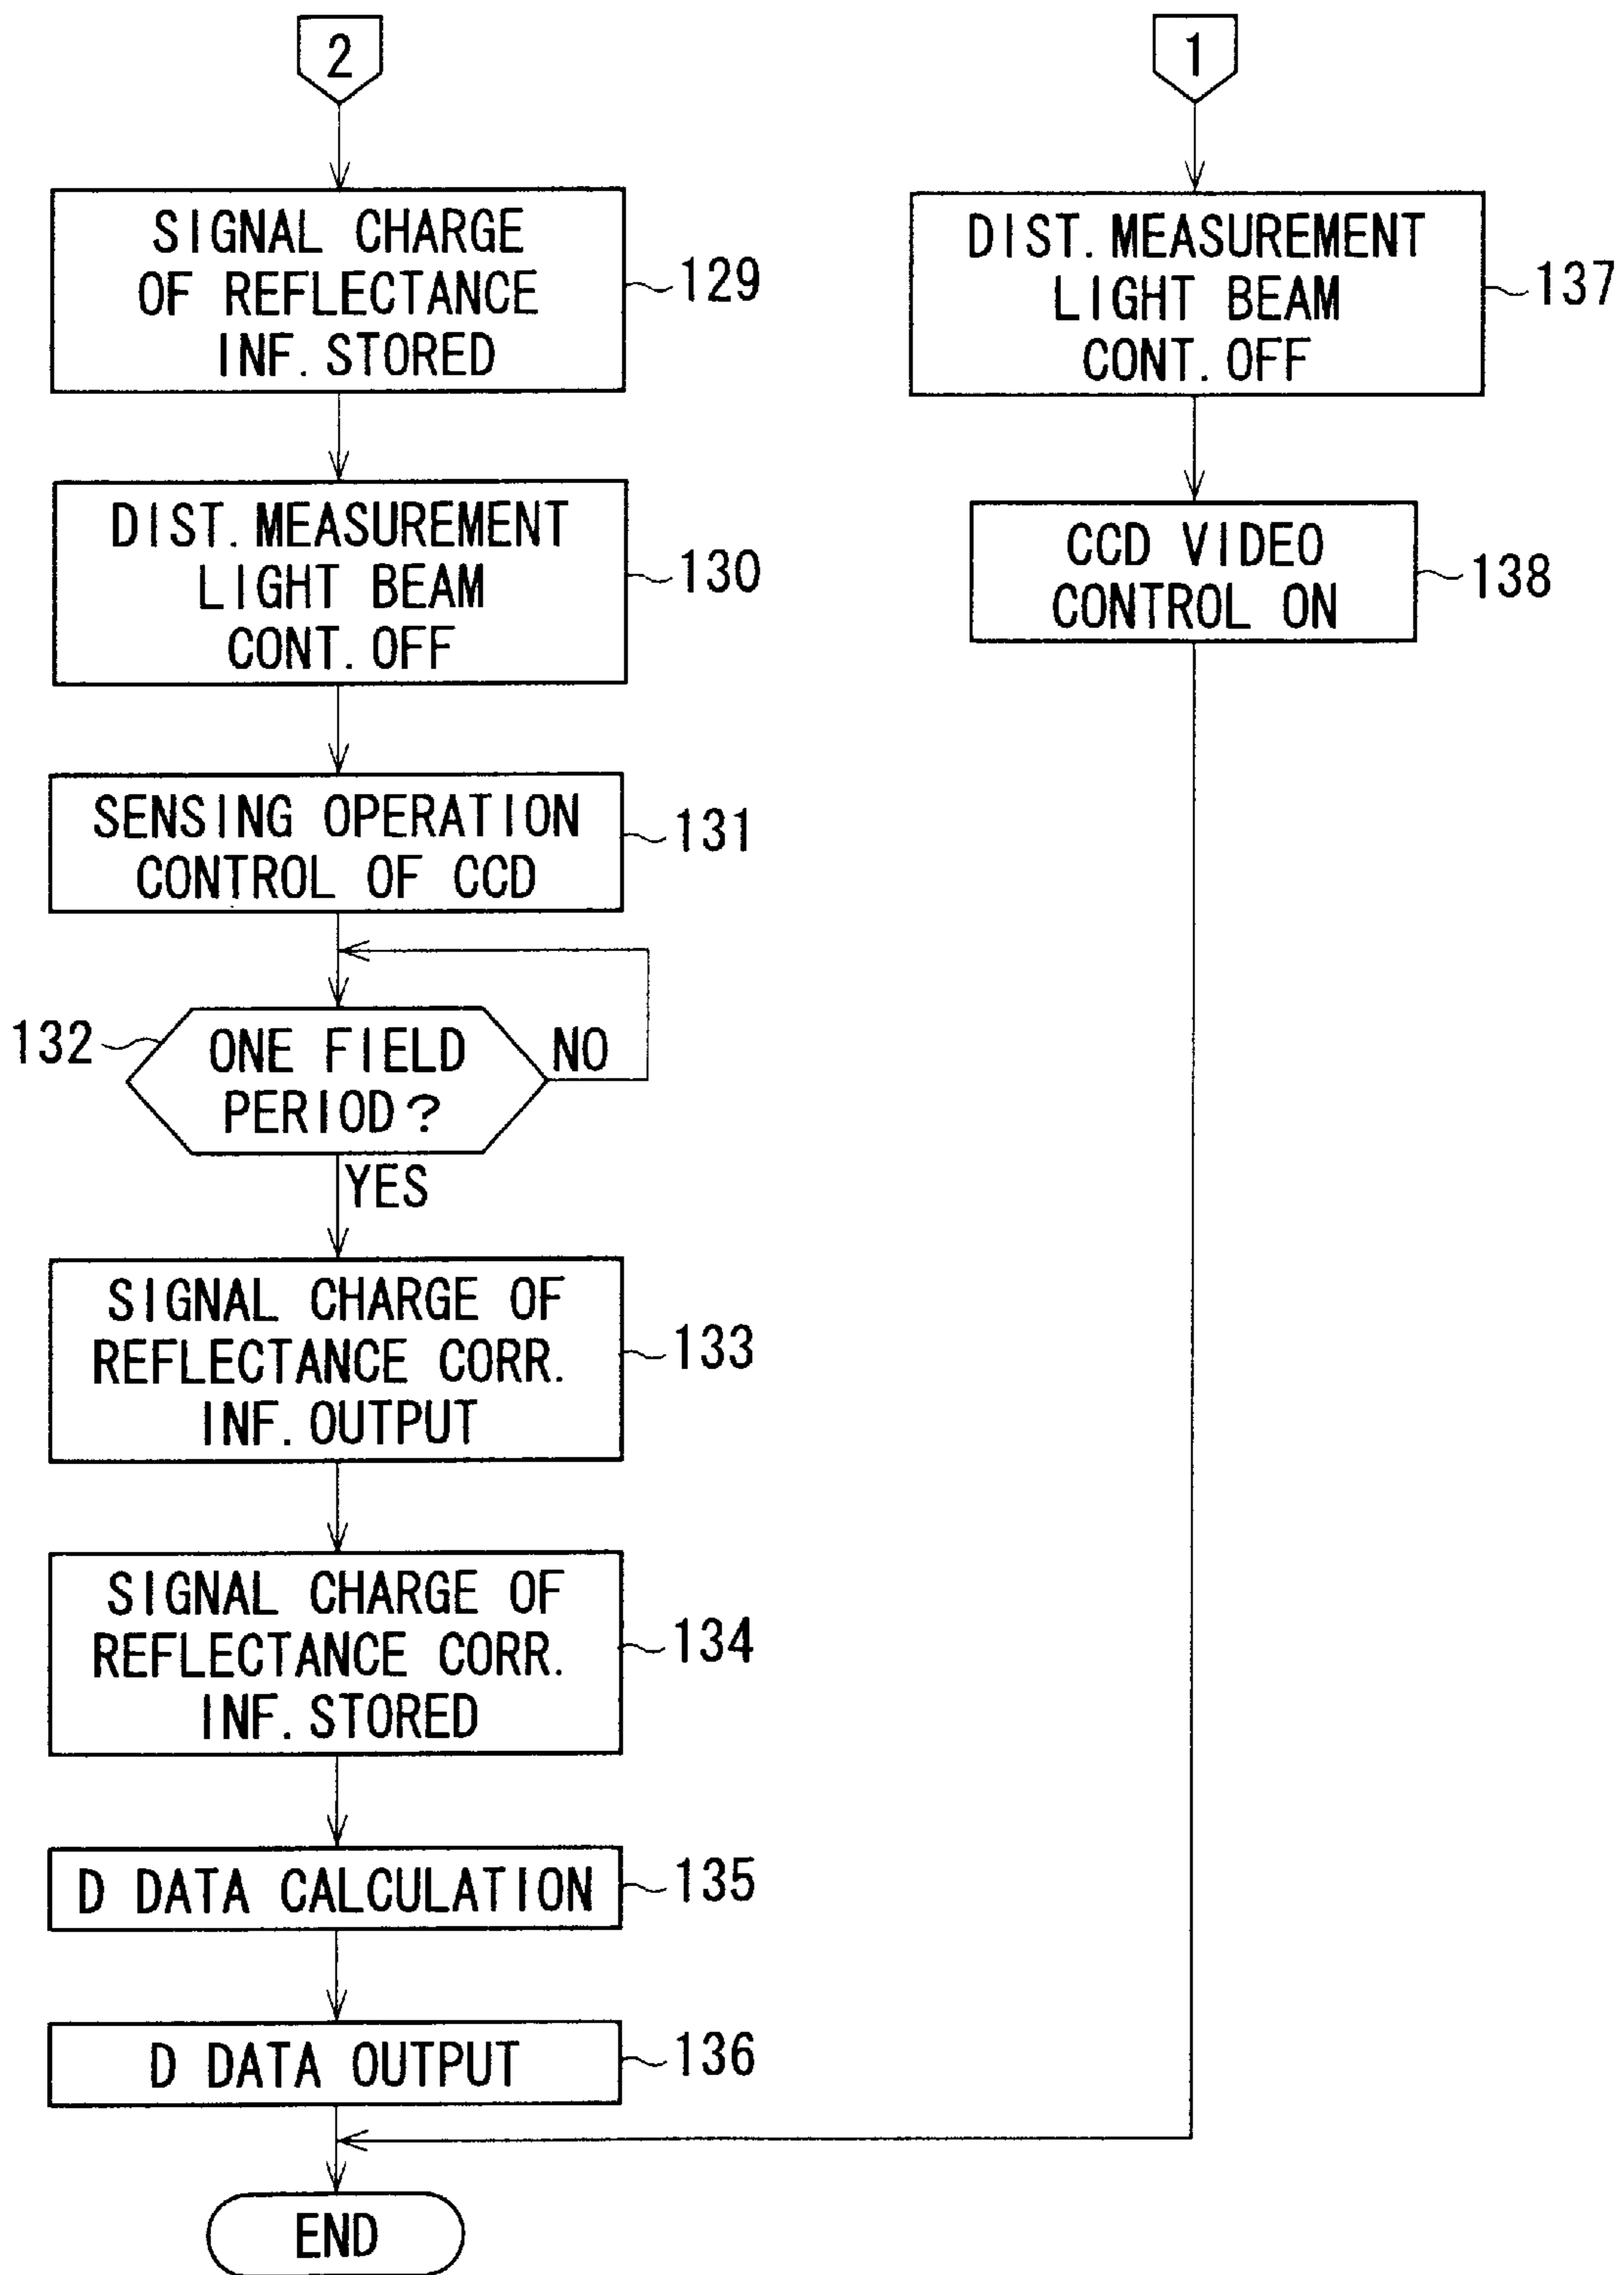 2
SIGNAL CHARGE
OF REFLECTANCE
INF. STORED
129
DIST. MEASUREMENT
LIGHT BEAM
CONT. OFF
130
SENSING OPERATION
CONTROL OF CCD
131
132
ONE FIELD
PERIOD?
NO
YES
SIGNAL CHARGE OF
REFLECTANCE CORR.
INF. OUTPUT
133
SIGNAL CHARGE OF
REFLECTANCE CORR.
INF. STORED
134
D DATA CALCULATION
135
D DATA OUTPUT
136
END
1
DIST. MEASUREMENT
LIGHT BEAM
CONT. OFF
137
CCD VIDEO
CONTROL ON
138